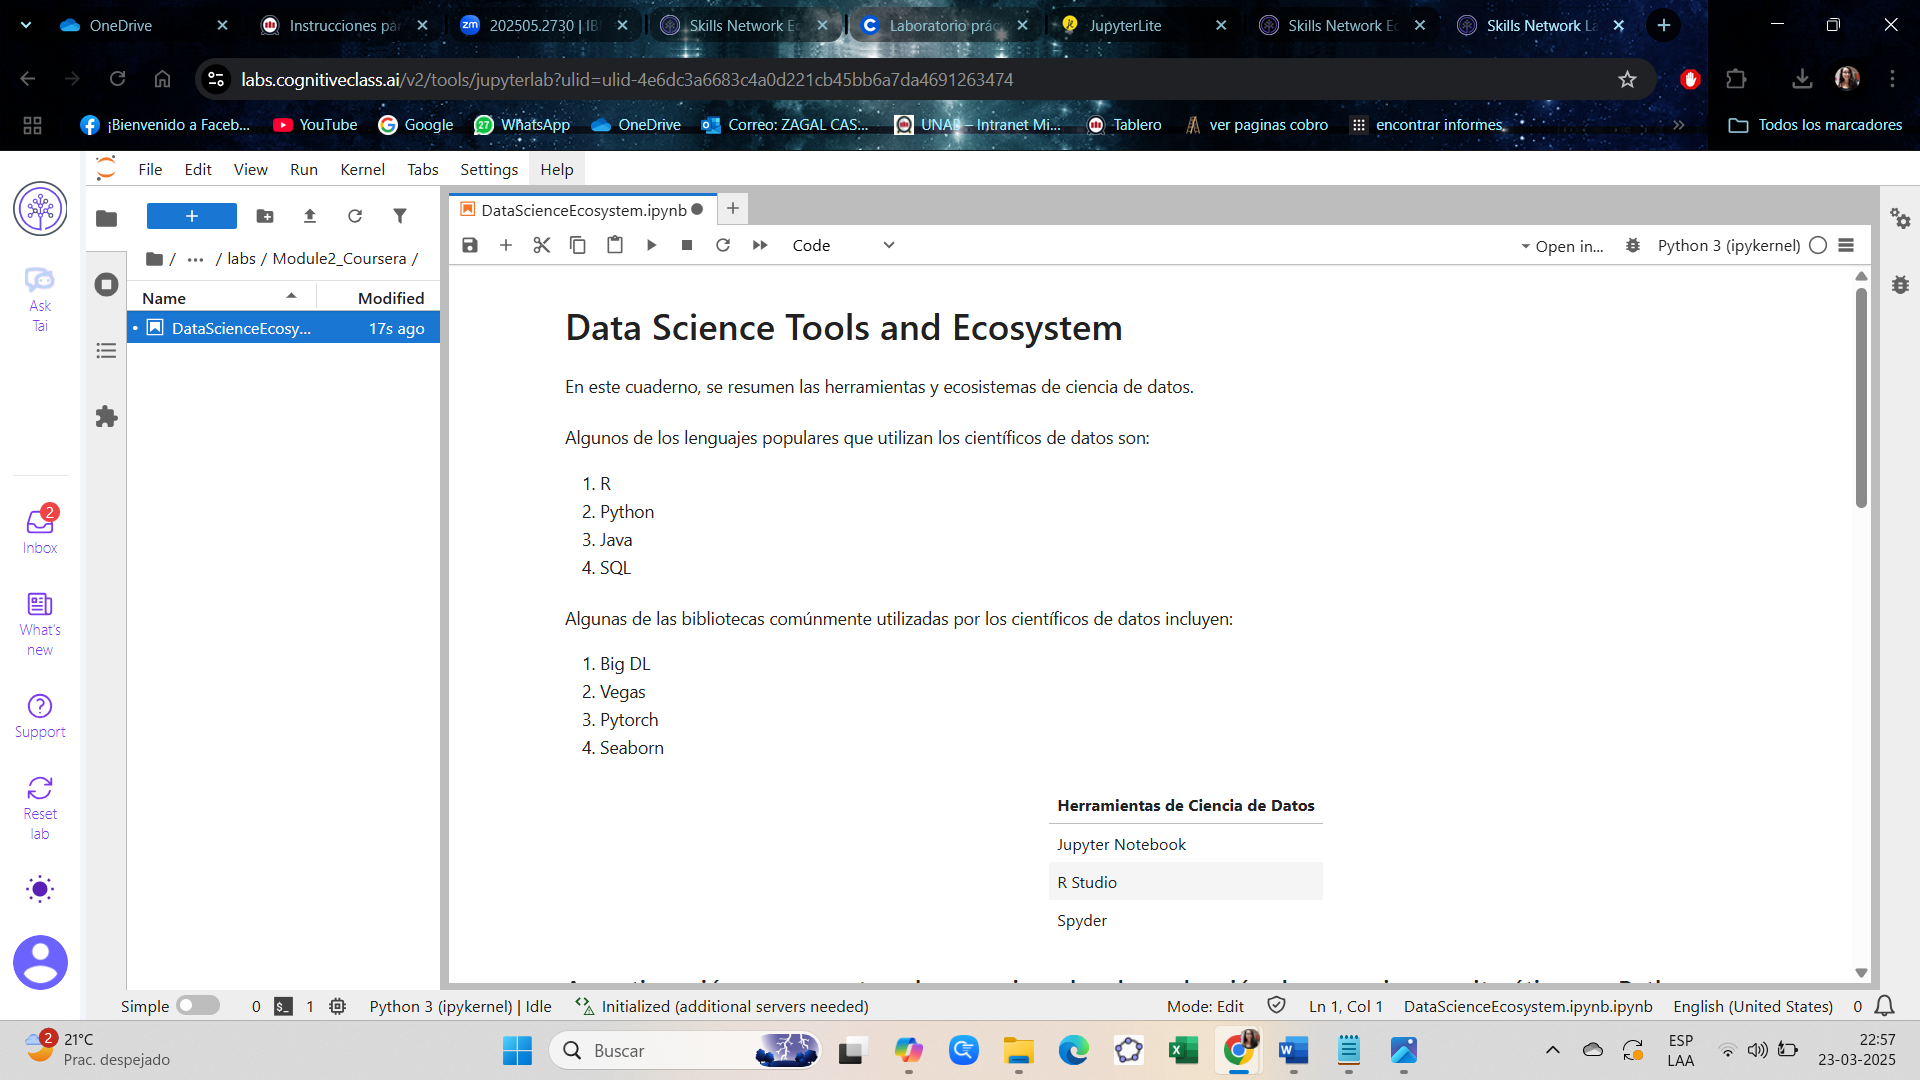 OneDrive
Instrucciones par
202505.2730 | IB
Skills Network Ec
Laboratorio prác
JupyterLite
Skills Network Ec
Skills Network La
labs.cognitiveclass.ai/v2/tools/jupyterlab?ulid=ulid-4e6dc3a6683c4a0d221cb45bb6a7da4691263474
¡Bienvenido a Faceb...
YouTube
Google
WhatsApp
OneDrive
Correo: ZAGAL CAS:...
UNAB – Intranet Mi...
Tablero
ver paginas cobro
encontrar informes
Todos los marcadores
File Edit View Run Kernel Tabs Settings Help
DataScienceEcosystem.ipynb
Code
Open in...
Python 3 (ipykernel)
/ ... / labs / Module2_Coursera /
Name Modified
DataScienceEcosy... 17s ago
Ask
Tai
2
Inbox
What's
new
Support
Reset
lab
Data Science Tools and Ecosystem
En este cuaderno, se resumen las herramientas y ecosistemas de ciencia de datos.
Algunos de los lenguajes populares que utilizan los científicos de datos son:
1. R
2. Python
3. Java
4. SQL
Algunas de las bibliotecas comúnmente utilizadas por los científicos de datos incluyen:
1. Big DL
2. Vegas
3. Pytorch
4. Seaborn
Herramientas de Ciencia de Datos
Jupyter Notebook
R Studio
Spyder
Simple 0 1 Python 3 (ipykernel) | Idle Initialized (additional servers needed) Mode: Edit Ln 1, Col 1 DataScienceEcosystem.ipynb.ipynb English (United States) 0
2
21°C
Prac. despejado
Buscar
ESP
LAA
22:57
23-03-2025